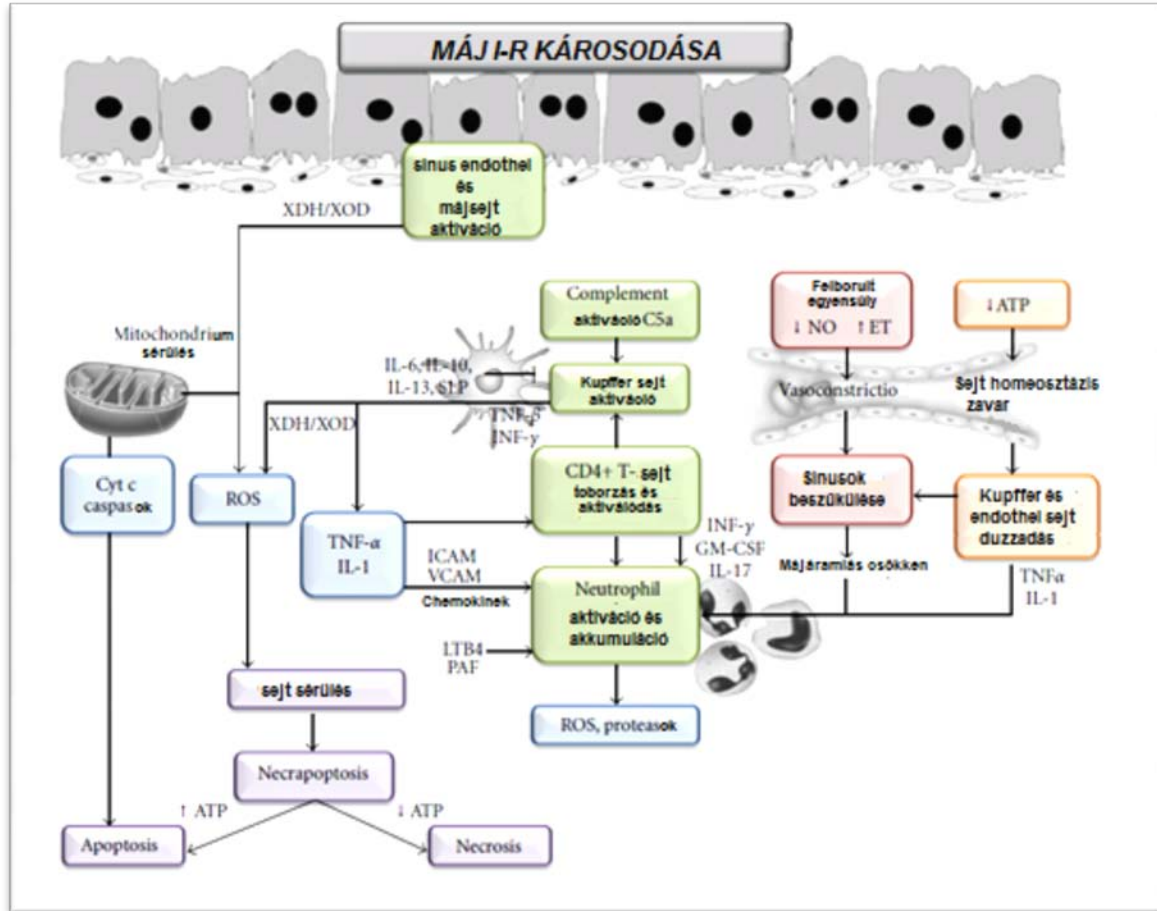 MÁJ I-R KÁROSODÁSA
sinus endothel
és
májsejt
aktiváció
XDH/XOD
Mitochondrium
sérülés
Cyt c
caspasok
ROS
XDH/XOD
IL-6, IL-10,
IL-13, S1P
TNF-β
INF-γ
Complement
aktiváoló C5a
Kupffer sejt
aktiváoló
CD4+ T- sejt
toborzás és
aktiválódás
TNF-α
IL-1
ICAM
VCAM
Chemokinek
INF-γ
GM-CSF
IL-17
Neutrophil
aktiváció és
akkumuláció
LTB4
PAF
ROS, proteasok
Felborult
egyensúly
↓ NO ↑ ET
Vasoconstrictio
Sinusok
beszűkülése
Májáramlás osökken
↓ATP
Sejt homeosztázis
zavar
Kupffer és
endothel sejt
duzzadás
TNFα
IL-1
sejt sérülés
Necrapoptosis
↑ ATP
↓ ATP
Apoptosis
Necrosis